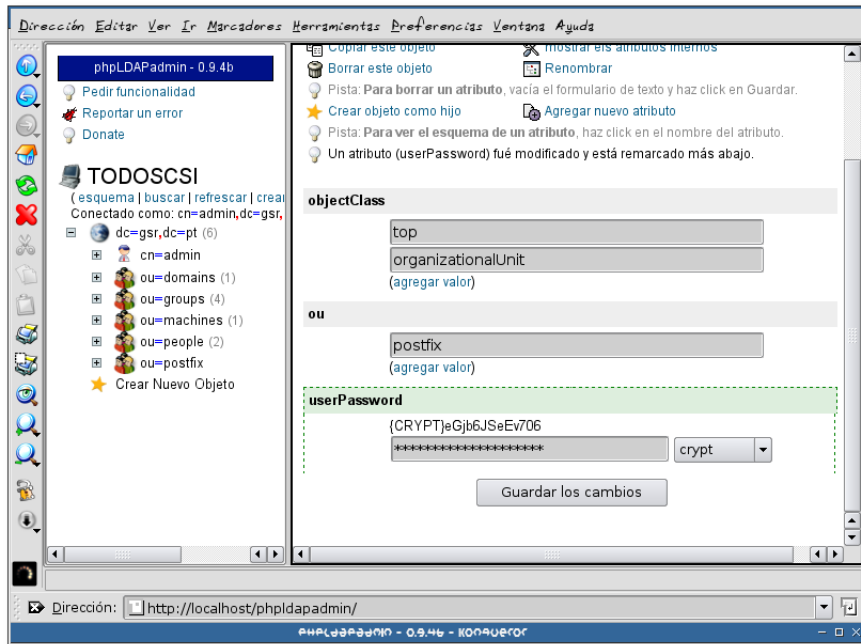 Dirección Editar Ver Ir Marcadores Herramientas Preferencias Ventana Ayuda
phpLDAPadmin - 0.9.4b
Pedir funcionalidad
Reportar un error
Donate
TODOSCSI
( esquema | buscar | refrescar | crear
Conectado como: cn=admin,dc=gsr,
dc=gsr,dc=pt (6)
cn=admin
ou=domains (1)
ou=groups (4)
ou=machines (1)
ou=people (2)
ou=postfix
Crear Nuevo Objeto
Copiar este objeto mostrar els atributos internos
Borrar este objeto Renombrar
Pista: Para borrar un atributo, vacía el formulario de texto y haz click en Guardar.
Crear objeto como hijo Agregar nuevo atributo
Pista: Para ver el esquema de un atributo, haz click en el nombre del atributo.
Un atributo (userPassword) fué modificado y está remarcado más abajo.
objectClass
top
organizationalUnit
(agregar valor)
ou
postfix
(agregar valor)
userPassword
{CRYPT}eGjb6JSeEv706
********************* crypt
Guardar los cambios
Dirección: http://localhost/phpldapadmin/
phpLDAPadmin - 0.9.4b - Konqueror